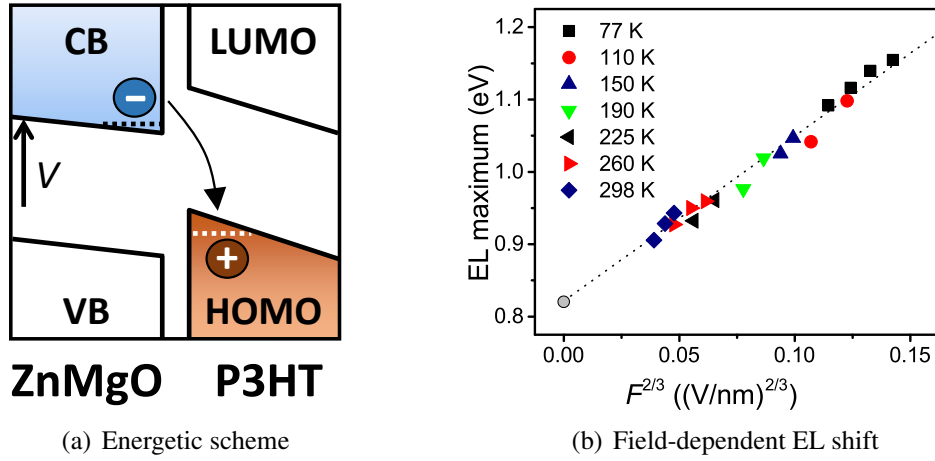 CB
LUMO
−
V
+
VB
HOMO
ZnMgO
P3HT
(a) Energetic scheme
EL maximum (eV)
1.2
1.1
1.0
0.9
0.8
77 K
110 K
150 K
190 K
225 K
260 K
298 K
0.00
0.05
0.10
0.15
F^{2/3} ((V/nm)^{2/3})
(b) Field-dependent EL shift